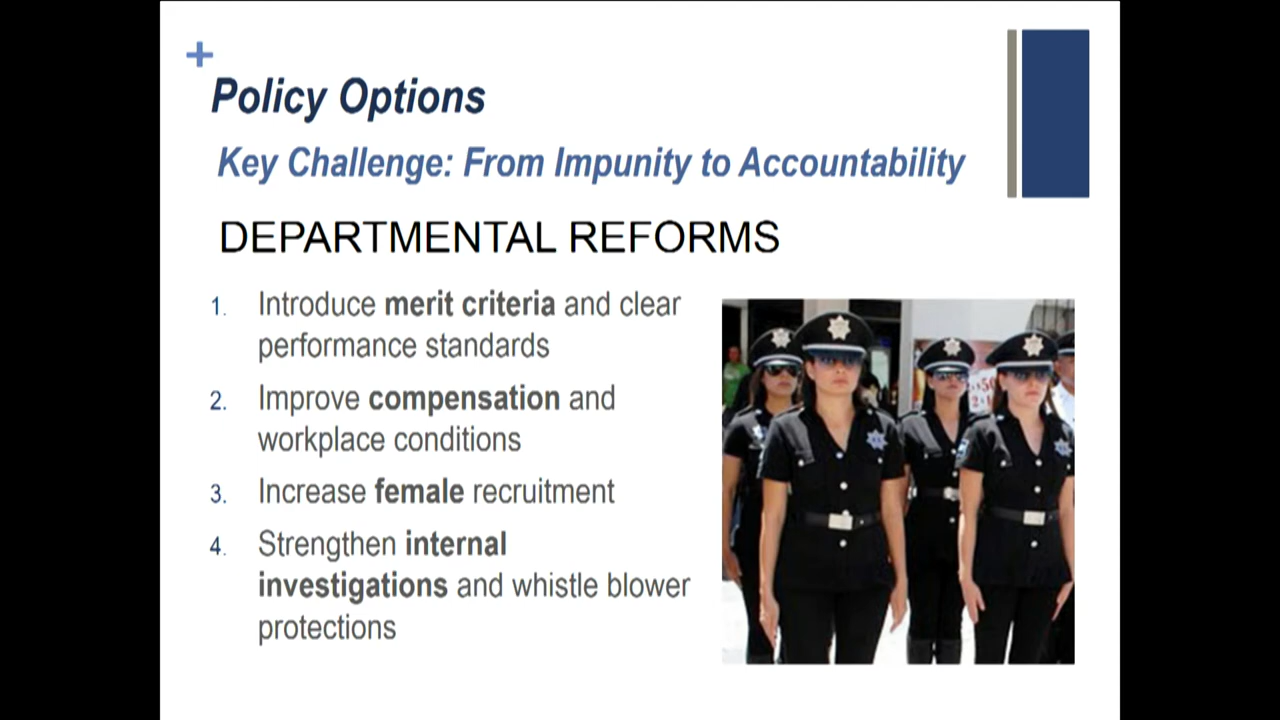 +
Policy Options
Key Challenge: From Impunity to Accountability
DEPARTMENTAL REFORMS
1. Introduce merit criteria and clear
performance standards
2. Improve compensation and
workplace conditions
3. Increase female recruitment
4. Strengthen internal
investigations and whistle blower
protections